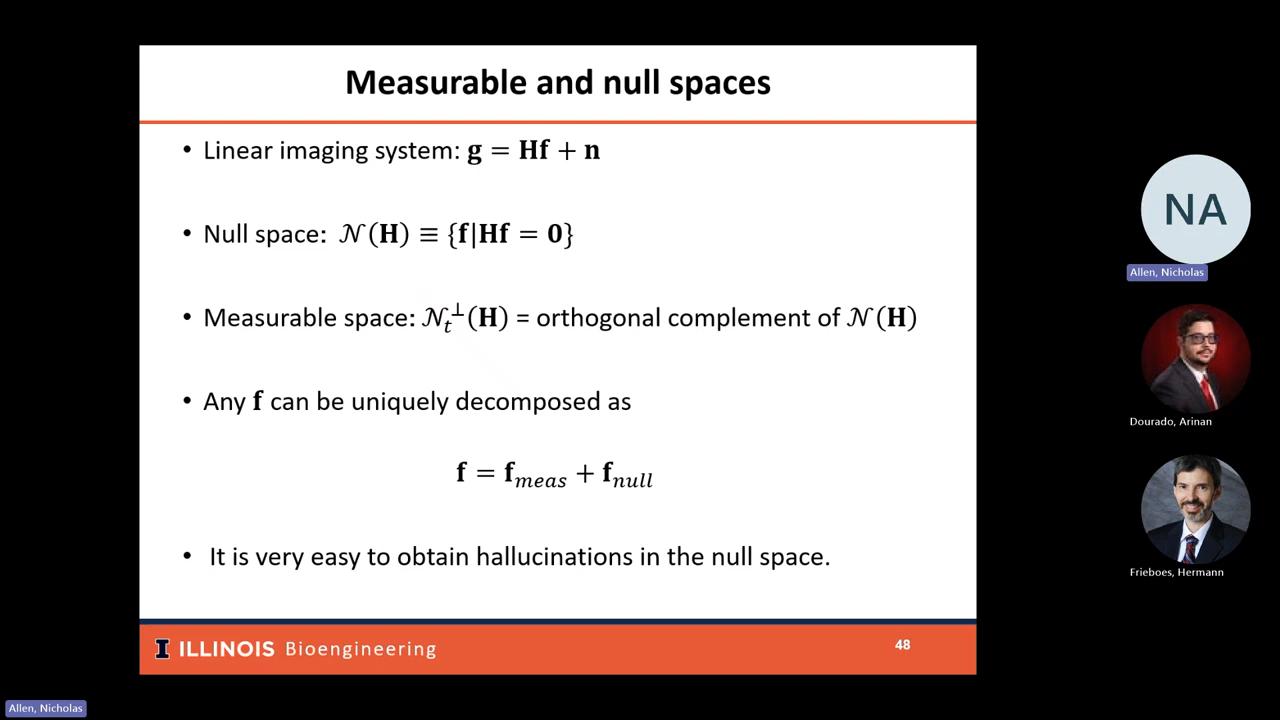 Measurable and null spaces
• Linear imaging system: 𝐠 = 𝐇𝐟 + 𝐧
• Null space: 𝒩(𝐇) ≡ {𝐟|𝐇𝐟 = 𝟎}
• Measurable space: 𝒩ₜ^⊥(𝐇) = orthogonal complement of 𝒩(𝐇)
• Any 𝐟 can be uniquely decomposed as
𝐟 = 𝐟_meas + 𝐟_null
• It is very easy to obtain hallucinations in the null space.
I ILLINOIS Bioengineering
48
NA
Allen, Nicholas
Dourado, Arinan
Frieboes, Hermann
Allen, Nicholas